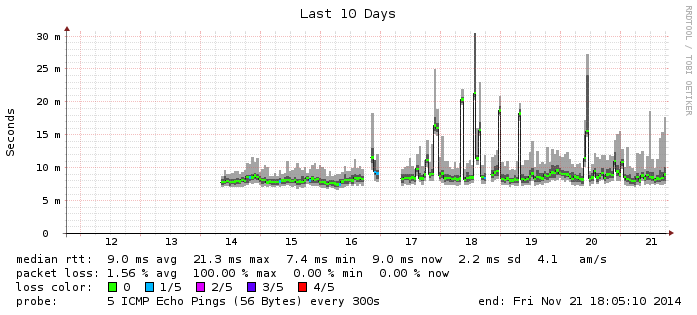 Last 10 Days
RRDTOOL / TOBI OETIKER
Seconds
30 m
25 m
20 m
15 m
10 m
5 m
0
12 13 14 15 16 17 18 19 20 21
median rtt: 9.0 ms avg 21.3 ms max 7.4 ms min 9.0 ms now 2.2 ms sd 4.1 am/s
packet loss: 1.56 % avg 100.00 % max 0.00 % min 0.00 % now
loss color: 0 1/5 2/5 3/5 4/5
probe: 5 ICMP Echo Pings (56 Bytes) every 300s end: Fri Nov 21 18:05:10 2014